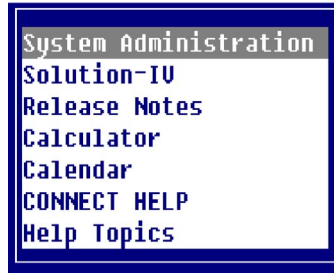 System Administration
Solution-IV
Release Notes
Calculator
Calendar
CONNECT HELP
Help Topics